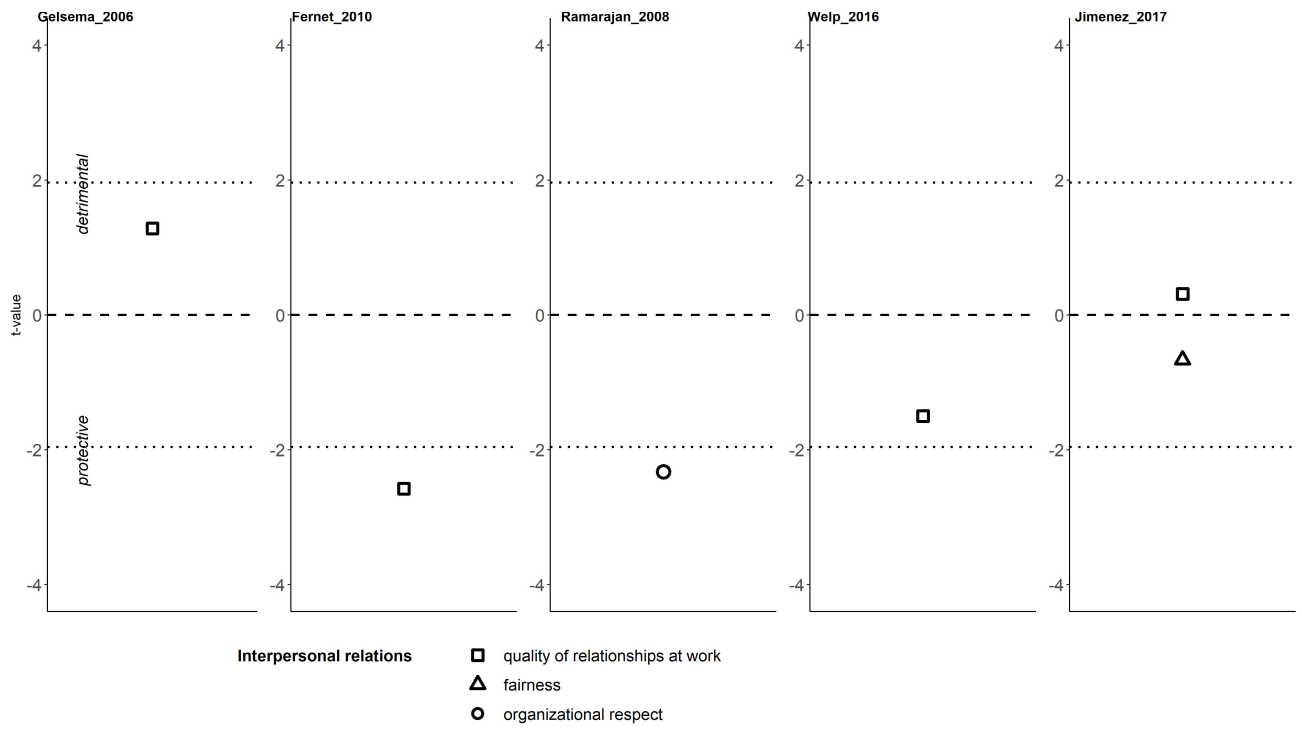 Gelsema_2006 Fernet_2010 Ramarajan_2008 Welp_2016 Jimenez_2017
4 4 4 4 4
detrimental
2 2 2 2 2
t-value
0 0 0 0 0
protective
-2 -2 -2 -2 -2
-4 -4 -4 -4 -4
Interpersonal relations quality of relationships at work
fairness
organizational respect